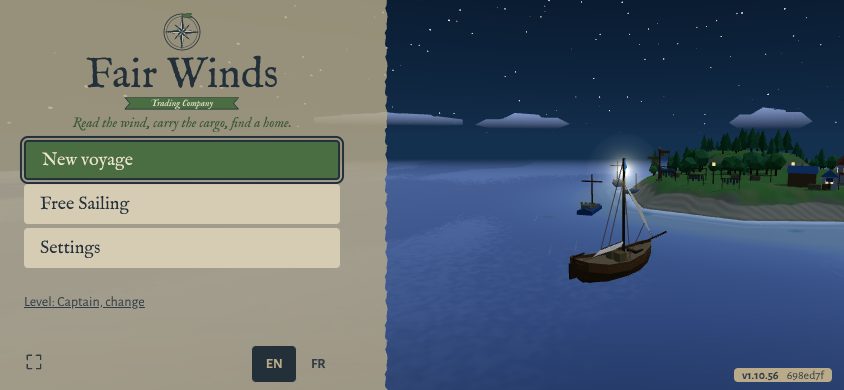 Fair Winds
Trading Company
Read the wind, carry the cargo, find a home.
New voyage
Free Sailing
Settings
Level: Captain, change
EN FR
v1.10.56 698ed7f